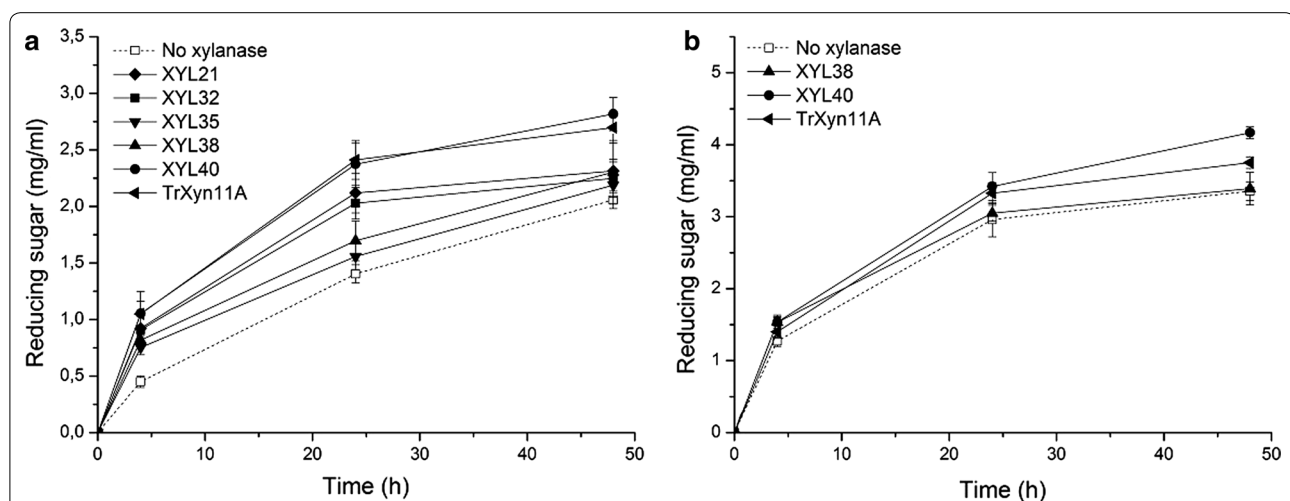 a
3,5
3,0
2,5
2,0
1,5
1,0
0,5
0,0
Reducing sugar (mg/ml)
No xylanase
XYL21
XYL32
XYL35
XYL38
XYL40
TrXyn11A
0 10 20 30 40 50
Time (h)
b
5
4
3
2
1
0
Reducing sugar (mg/ml)
No xylanase
XYL38
XYL40
TrXyn11A
0 10 20 30 40 50
Time (h)